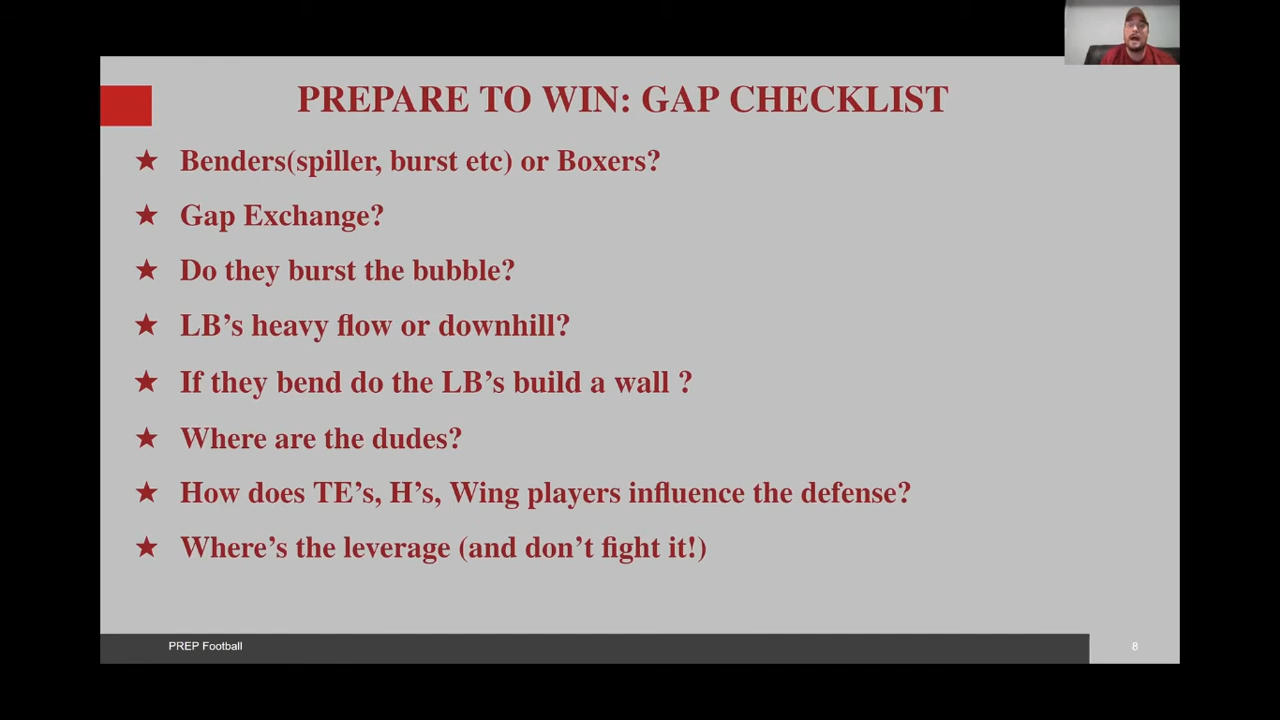 PREPARE TO WIN: GAP CHECKLIST
Benders(spiller, burst etc) or Boxers?
Gap Exchange?
Do they burst the bubble?
LB’s heavy flow or downhill?
If they bend do the LB’s build a wall ?
Where are the dudes?
How does TE’s, H’s, Wing players influence the defense?
Where’s the leverage (and don’t fight it!)
PREP Football
8